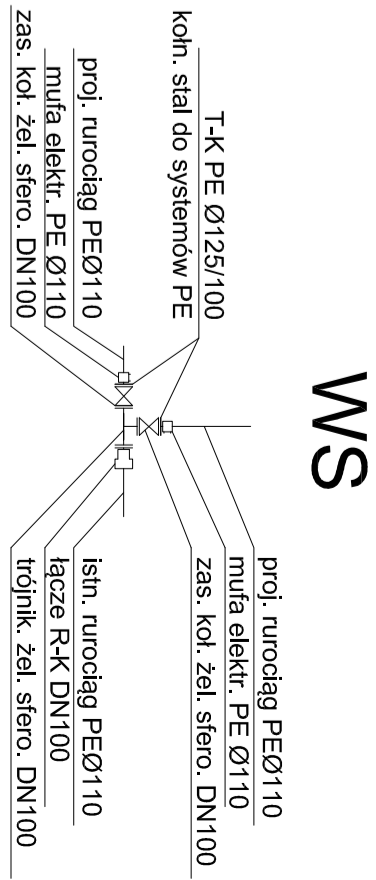 WS
T-K PE Ø125/100
kołn. stal do systemów PE
proj. rurociąg PEØ110
mufa elektr. PE Ø110
zas. koł. żel. sfero. DN100
proj. rurociąg PEØ110
mufa elektr. PE Ø110
zas. koł. żel. sfero. DN100
istn. rurociąg PEØ110
łącze R-K DN100
trójnik. żel. sfero. DN100